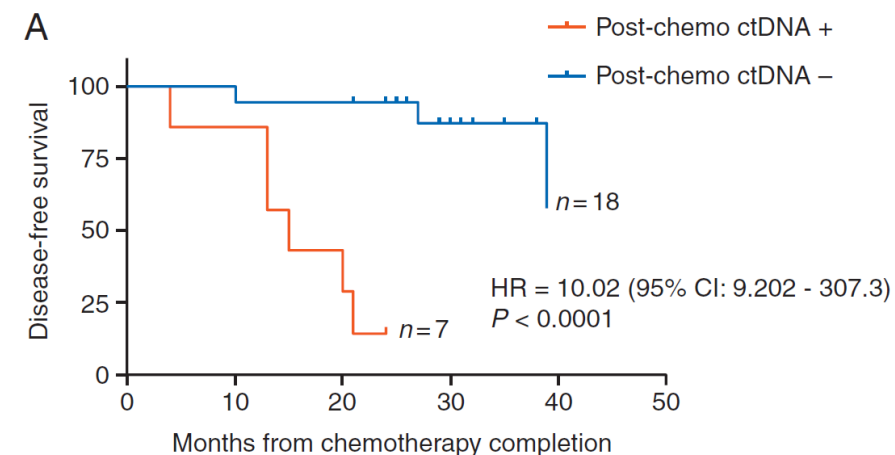 A
Post-chemo ctDNA +
Post-chemo ctDNA –
Disease-free survival
100
75
50
25
0
n = 18
HR = 10.02 (95% CI: 9.202 - 307.3)
P < 0.0001
n = 7
0 10 20 30 40 50
Months from chemotherapy completion